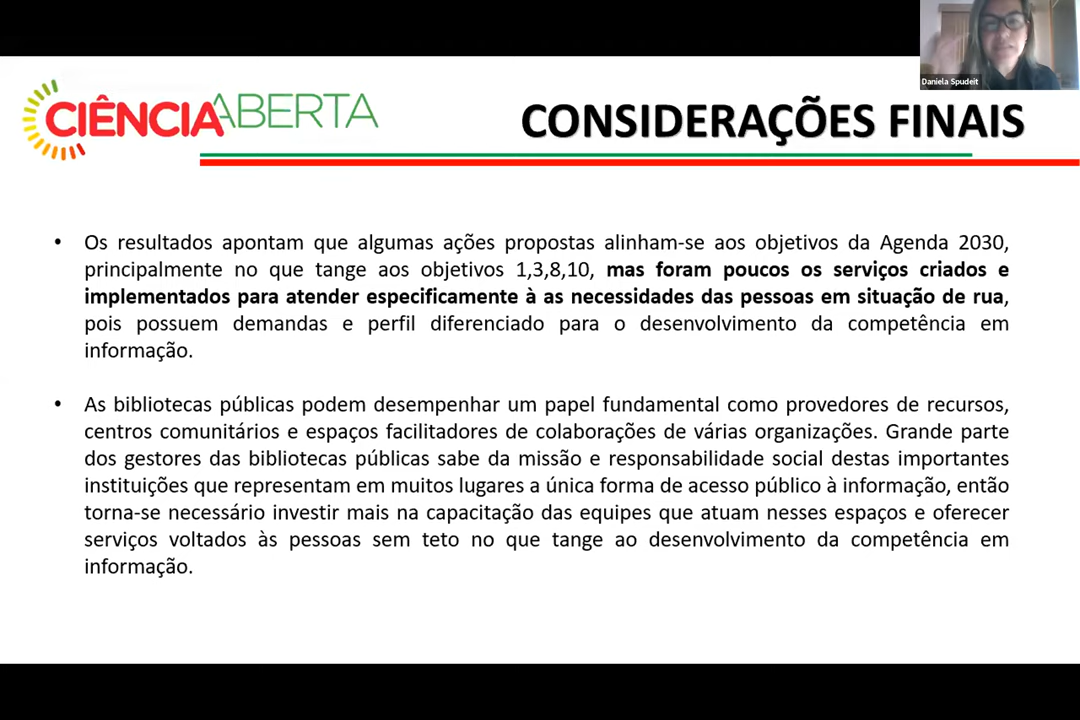 Daniela Spudeit
CIÊNCIAABERTA
CONSIDERAÇÕES FINAIS
• Os resultados apontam que algumas ações propostas alinham-se aos objetivos da Agenda 2030,
principalmente no que tange aos objetivos 1,3,8,10, mas foram poucos os serviços criados e
implementados para atender especificamente à as necessidades das pessoas em situação de rua,
pois possuem demandas e perfil diferenciado para o desenvolvimento da competência em
informação.
• As bibliotecas públicas podem desempenhar um papel fundamental como provedores de recursos,
centros comunitários e espaços facilitadores de colaborações de várias organizações. Grande parte
dos gestores das bibliotecas públicas sabe da missão e responsabilidade social destas importantes
instituições que representam em muitos lugares a única forma de acesso público à informação, então
torna-se necessário investir mais na capacitação das equipes que atuam nesses espaços e oferecer
serviços voltados às pessoas sem teto no que tange ao desenvolvimento da competência em
informação.